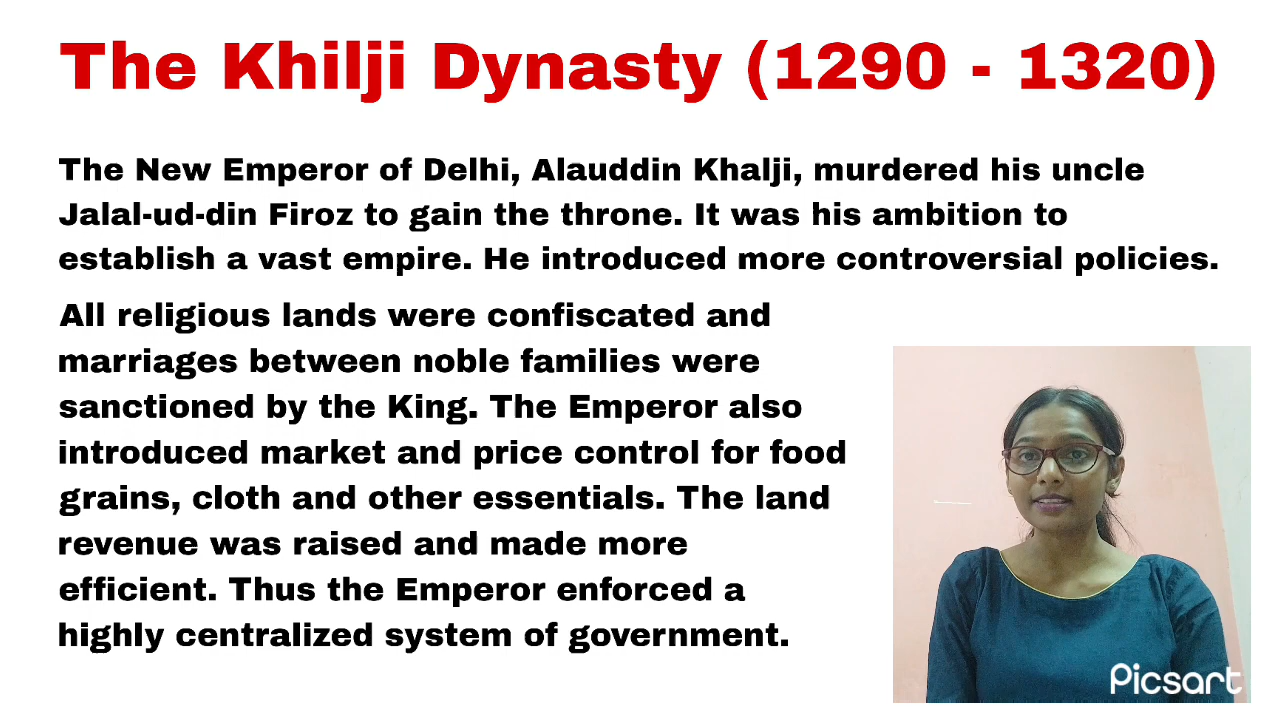 The Khilji Dynasty (1290 - 1320)
The New Emperor of Delhi, Alauddin Khalji, murdered his uncle
Jalal-ud-din Firoz to gain the throne. It was his ambition to
establish a vast empire. He introduced more controversial policies.
All religious lands were confiscated and
marriages between noble families were
sanctioned by the King. The Emperor also
introduced market and price control for food
grains, cloth and other essentials. The land
revenue was raised and made more
efficient. Thus the Emperor enforced a
highly centralized system of government.
Picsart